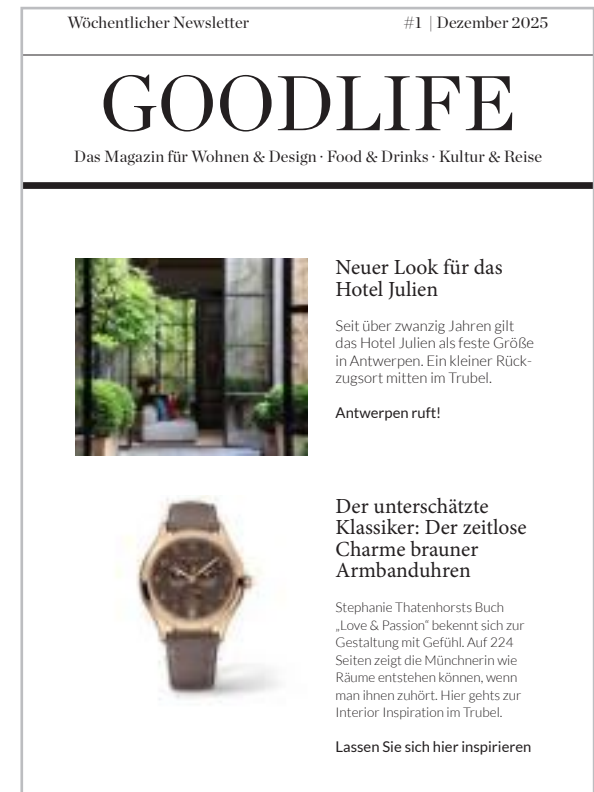 Wöchentlicher Newsletter
#1 | Dezember 2025
GOODLIFE
Das Magazin für Wohnen & Design · Food & Drinks · Kultur & Reise
Neuer Look für das
Hotel Julien
Seit über zwanzig Jahren gilt
das Hotel Julien als feste Größe
in Antwerpen. Ein kleiner Rück-
zugsort mitten im Trubel.
Antwerpen ruft!
Der unterschätzte
Klassiker: Der zeitlose
Charme brauner
Armbanduhren
Stephanie Thatenhorsts Buch
„Love & Passion“ bekennt sich zur
Gestaltung mit Gefühl. Auf 224
Seiten zeigt die Münchnerin wie
Räume entstehen können, wenn
man ihnen zuhört. Hier gehts zur
Interior Inspiration im Trubel.
Lassen Sie sich hier inspirieren